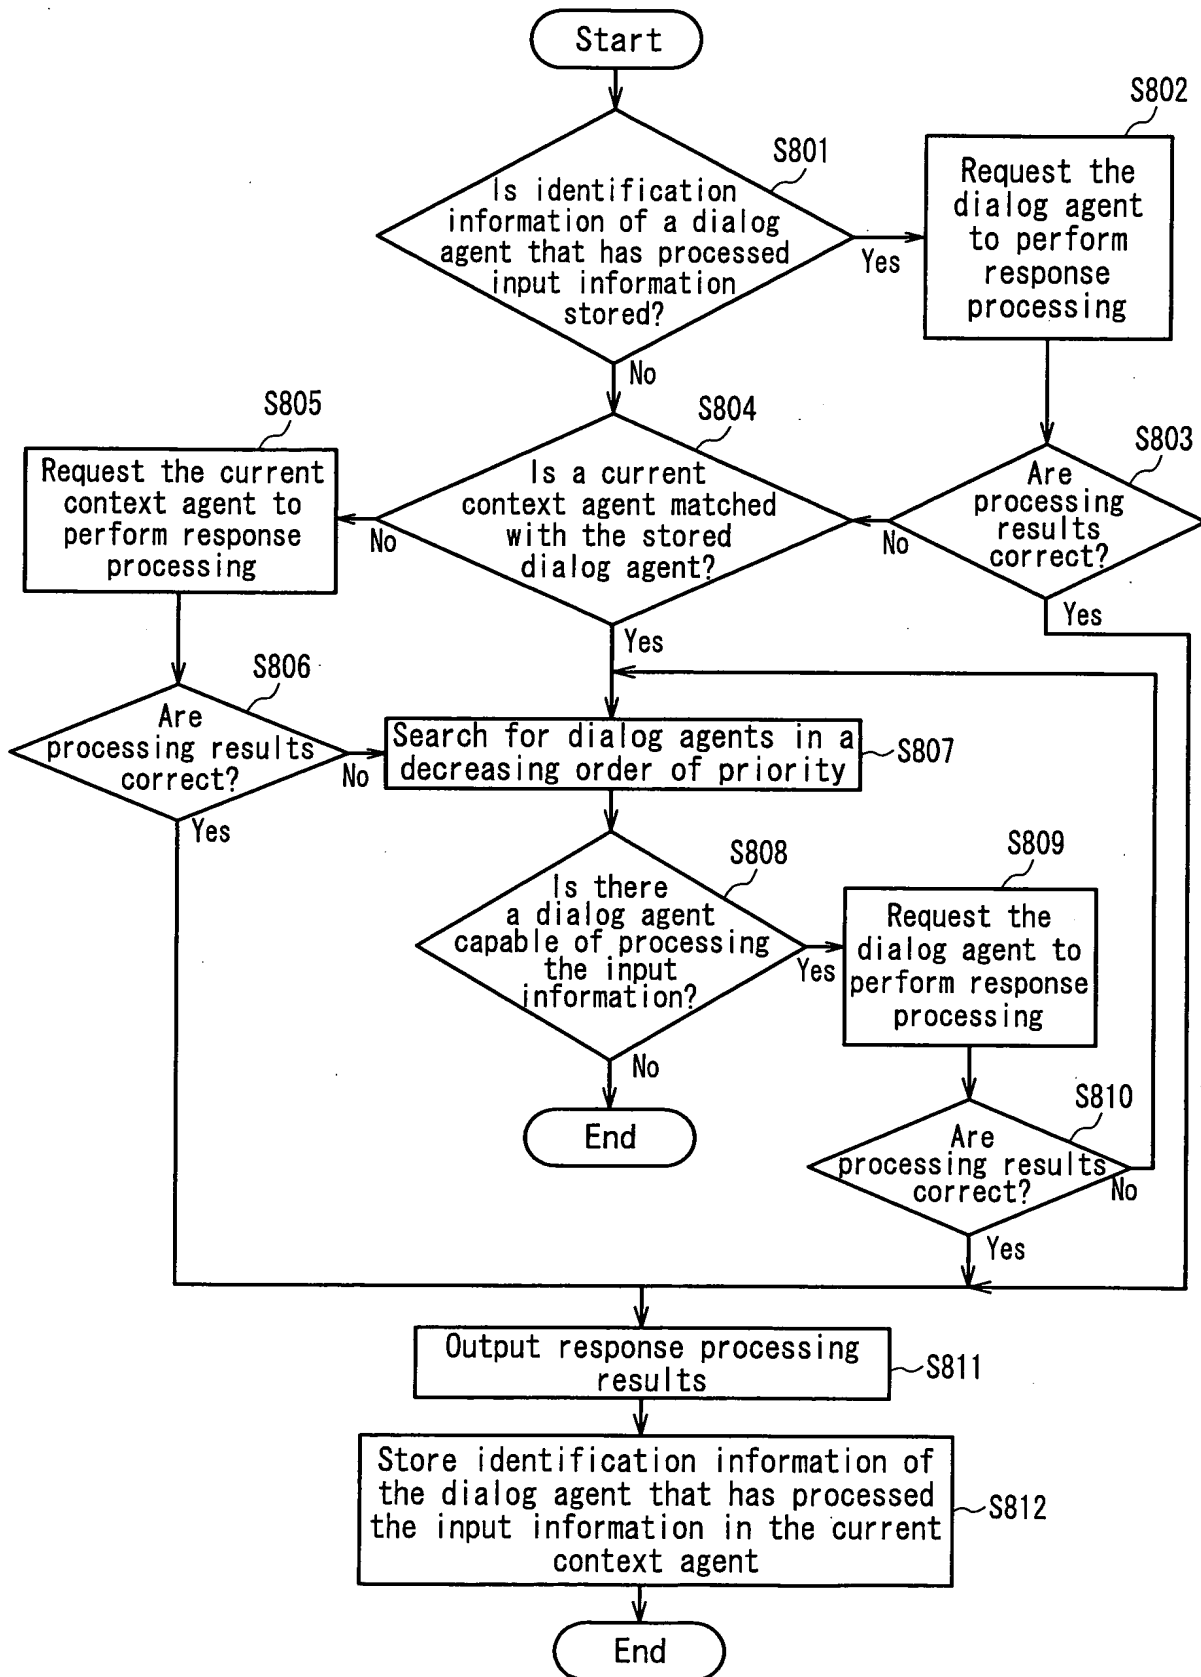 Start
S801
Is identification
information of a dialog
agent that has processed
input information
stored?
Yes
No
S802
Request the
dialog agent
to perform
response
processing
S803
Are
processing
results
correct?
No
Yes
S804
Is a current
context agent matched
with the stored
dialog agent?
No
Yes
S805
Request the current
context agent to
perform response
processing
S806
Are
processing results
correct?
No
Yes
Search for dialog agents in a
decreasing order of priority
S807
S808
Is there
a dialog agent
capable of processing
the input
information?
Yes
No
End
S809
Request the
dialog agent to
perform response
processing
S810
Are
processing results
correct?
No
Yes
Output response processing
results
S811
Store identification information of
the dialog agent that has processed
the input information in the current
context agent
S812
End